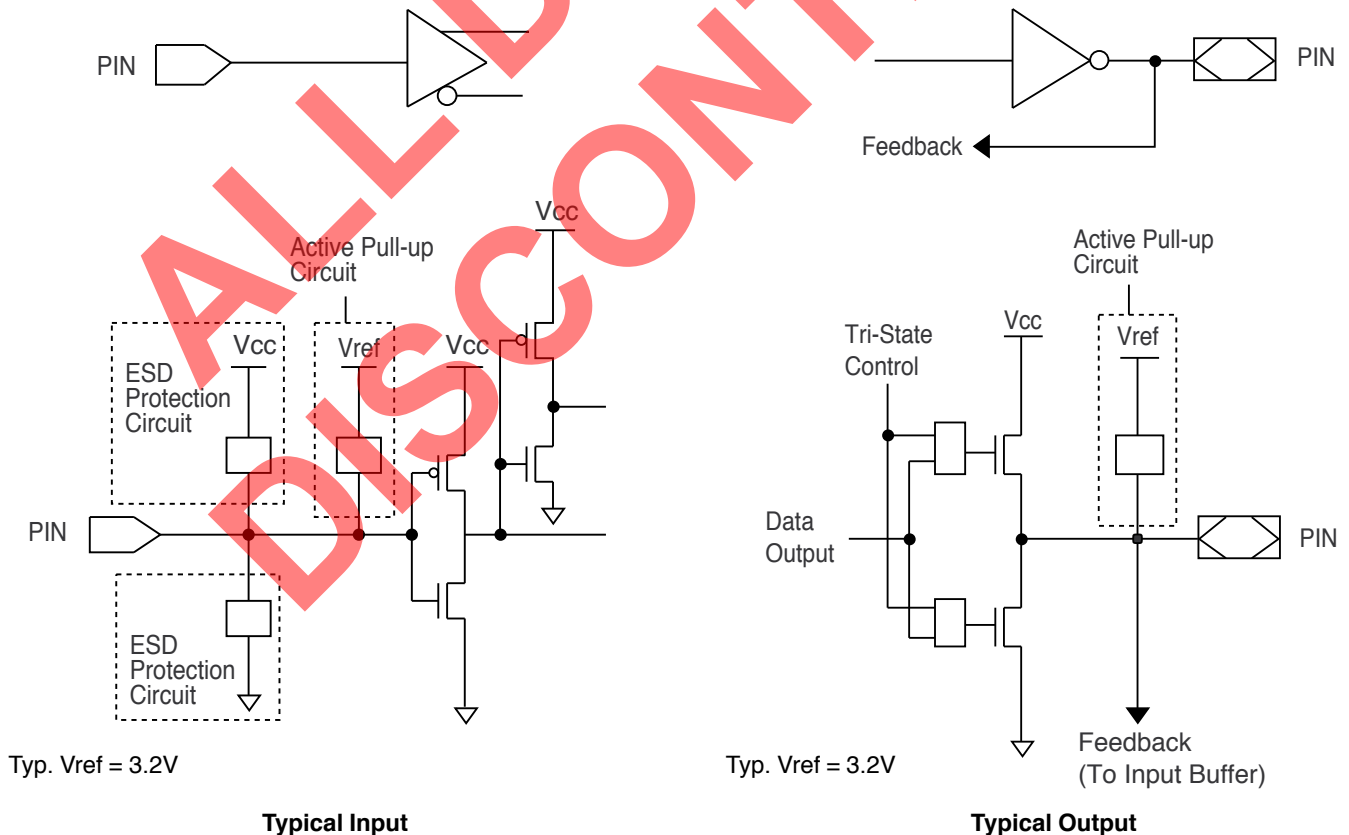 PIN
PIN
Feedback
Vcc
Active Pull-up
Circuit
Vcc
ESD
Protection
Circuit
Vref
Vcc
PIN
ESD
Protection
Circuit
Typ. Vref = 3.2V
Typical Input
Active Pull-up
Circuit
Vcc
Vref
Tri-State
Control
Data
Output
PIN
Feedback
(To Input Buffer)
Typ. Vref = 3.2V
Typical Output
ALL D
DISCONT